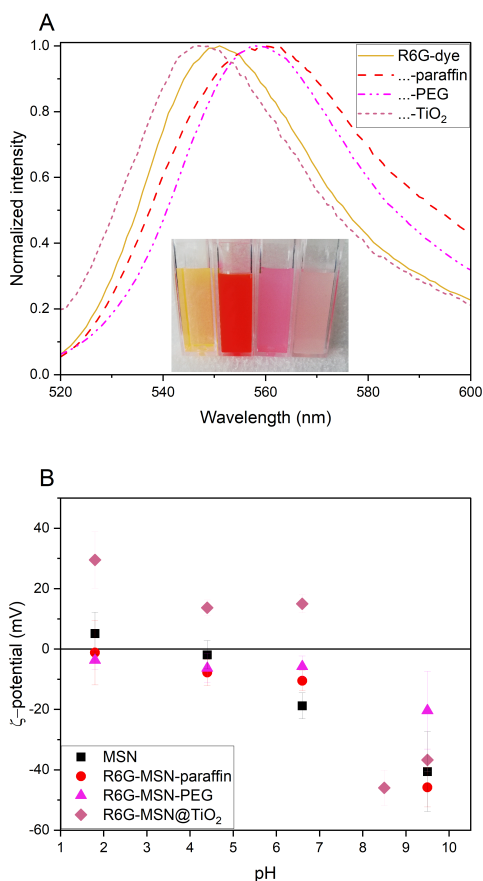 A
Normalized intensity
1.0
0.8
0.6
0.4
0.2
0.0
R6G-dye
...-paraffin
...-PEG
...-TiO₂
520 540 560 580 600
Wavelength (nm)
B
ζ-potential (mV)
40
20
0
-20
-40
-60
MSN
R6G-MSN-paraffin
R6G-MSN-PEG
R6G-MSN@TiO₂
1 2 3 4 5 6 7 8 9 10
pH